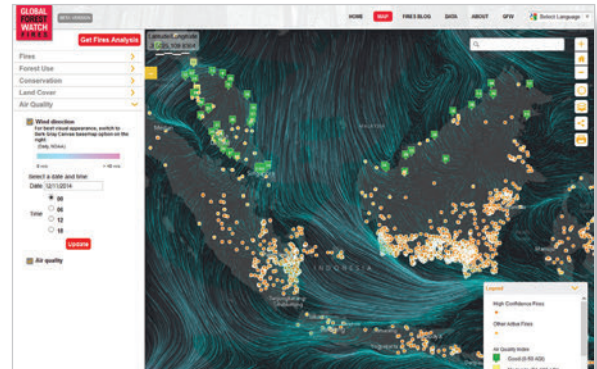 GLOBAL
FOREST
WATCH
FIRES
HOME
MAP
FIRES BLOG
DATA
ABOUT
GFW
Select Language
Get Fires Analysis
Fires
Forest Use
Conservation
Land Cover
Air Quality
Wind direction
For best visual appearance, switch to
Dark Gray Canvas basemap option on the
right.
(Daily, NOAA)
0 m/s
> 40 m/s
Select a date and time:
Date 12/11/2014
Time
00
06
12
18
Update
Air quality
Latitude/Longitude
INDONESIA
Legend
High Confidence Fires
Other Active Fires
Air Quality Index
Good (0-50 AQI)